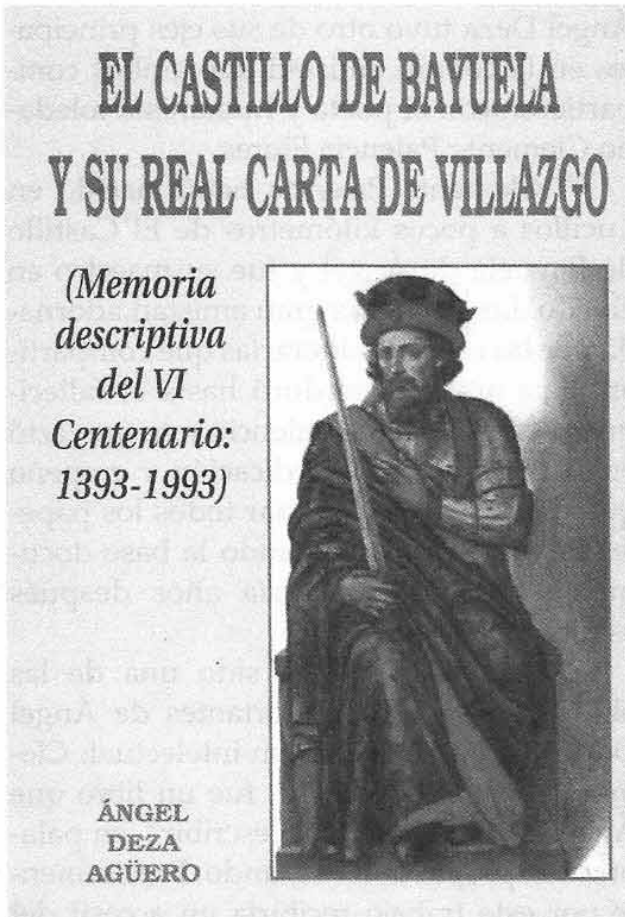 EL CASTILLO DE BAYUELA
Y SU REAL CARTA DE VILLAZGO
(Memoria
descriptiva
del VI
Centenario:
1393-1993)
ÁNGEL
DEZA
AGÜERO